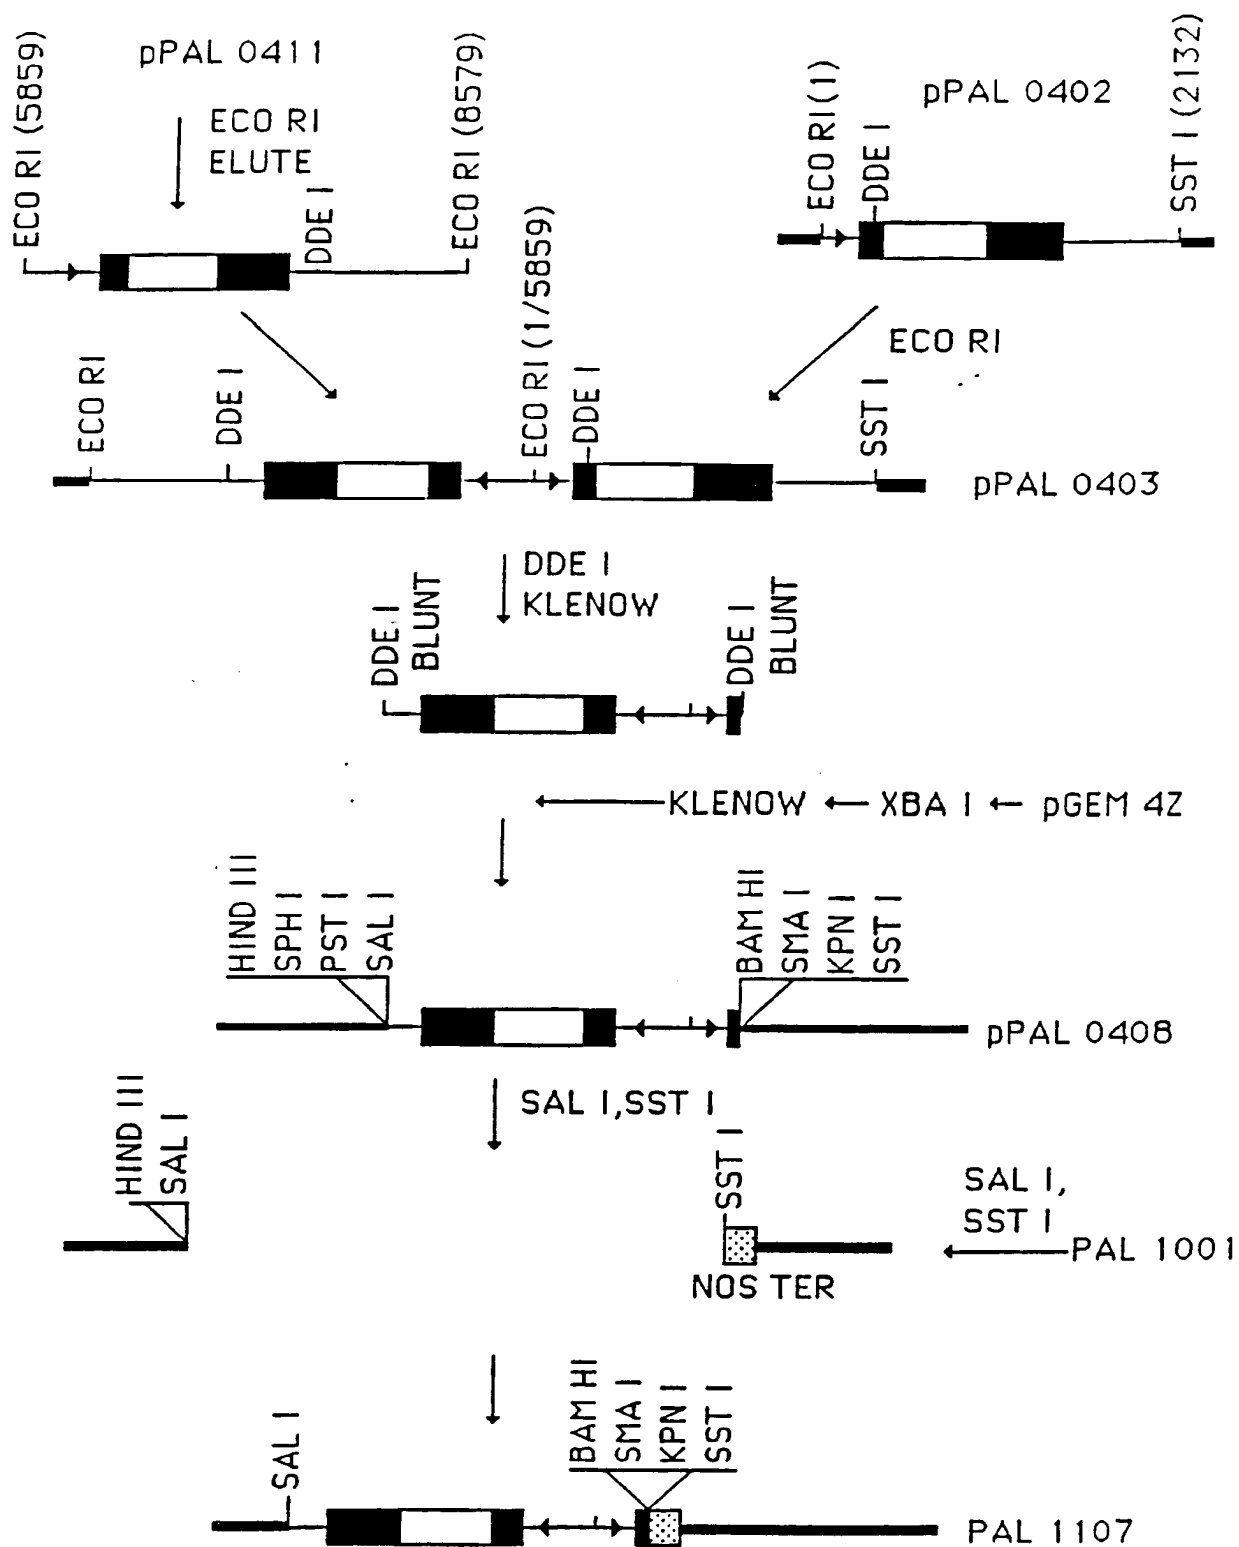 pPAL 0411
ECO RI (5859)
ECO RI
ELUTE
DDE I
ECO RI (8579)
pPAL 0402
ECO RI (1)
DDE I
SST I (2132)
ECO RI
ECO RI
DDE I
ECO RI (1/5859)
DDE I
SST I
pPAL 0403
DDE I
KLENOW
DDE I
BLUNT
DDE I
BLUNT
KLENOW
XBA I
pGEM 4Z
HIND III
SPH I
PST I
SAL I
BAM HI
SMA I
KPN I
SST I
pPAL 0408
SAL I,SST I
HIND III
SAL I
SST I
NOS TER
SAL I,
SST I
PAL 1001
SAL I
BAM HI
SMA I
KPN I
SST I
PAL 1107